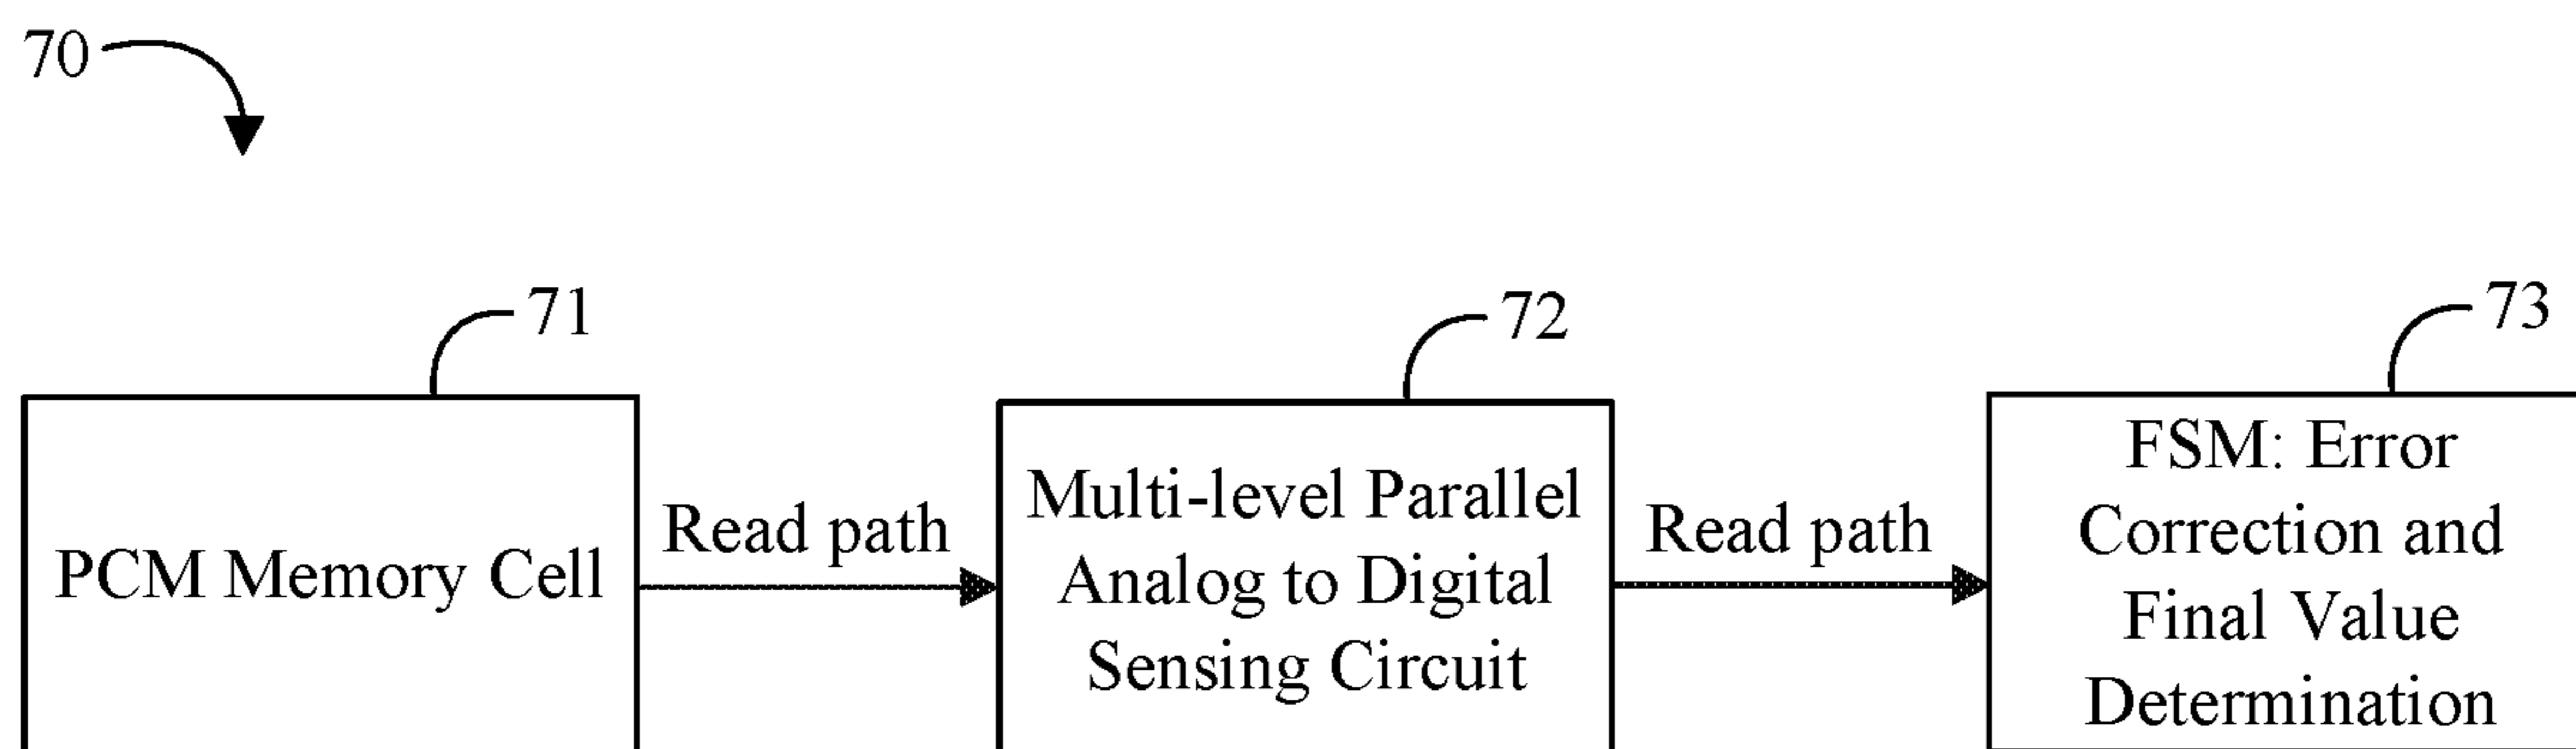 70
71
72
73
PCM Memory Cell
Read path
Multi-level Parallel
Analog to Digital
Sensing Circuit
Read path
FSM: Error
Correction and
Final Value
Determination